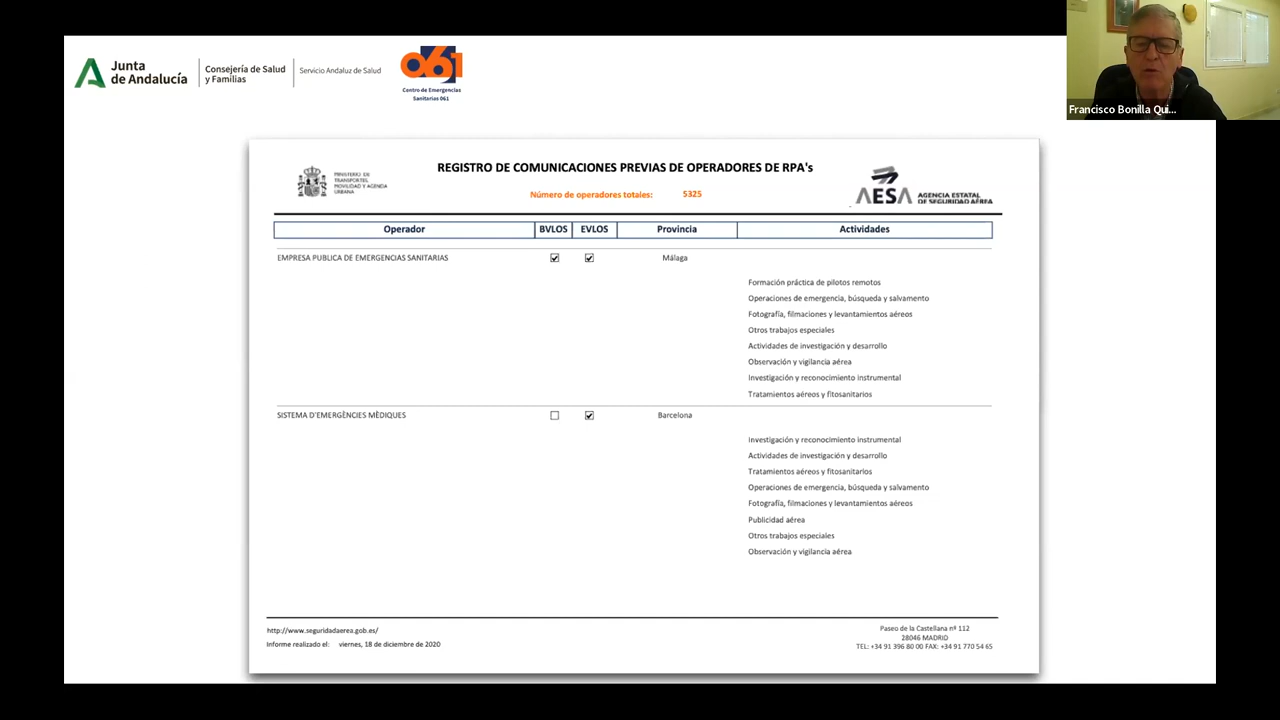 Junta
de Andalucía
Consejería de Salud
y Familias
Servicio Andaluz de Salud
061
Centro de Emergencias
Sanitarias 061
Francisco Bonilla Qui...
MINISTERIO DE
TRANSPORTES,
MOVILIDAD Y AGENDA
URBANA
REGISTRO DE COMUNICACIONES PREVIAS DE OPERADORES DE RPA's
Número de operadores totales: 5325
AESA AGENCIA ESTATAL
DE SEGURIDAD AÉREA
Operador BVLOS EVLOS Provincia Actividades
EMPRESA PUBLICA DE EMERGENCIAS SANITARIAS Málaga
Formación práctica de pilotos remotos
Operaciones de emergencia, búsqueda y salvamento
Fotografía, filmaciones y levantamientos aéreos
Otros trabajos especiales
Actividades de investigación y desarrollo
Observación y vigilancia aérea
Investigación y reconocimiento instrumental
Tratamientos aéreos y fitosanitarios
SISTEMA D'EMERGÈNCIES MÈDIQUES Barcelona
Investigación y reconocimiento instrumental
Actividades de investigación y desarrollo
Tratamientos aéreos y fitosanitarios
Operaciones de emergencia, búsqueda y salvamento
Fotografía, filmaciones y levantamientos aéreos
Publicidad aérea
Otros trabajos especiales
Observación y vigilancia aérea
http://www.seguridadaerea.gob.es/
Informe realizado el: viernes, 18 de diciembre de 2020
Paseo de la Castellana nº 112
28046 MADRID
TEL: +34 91 396 80 00 FAX: +34 91 770 54 65